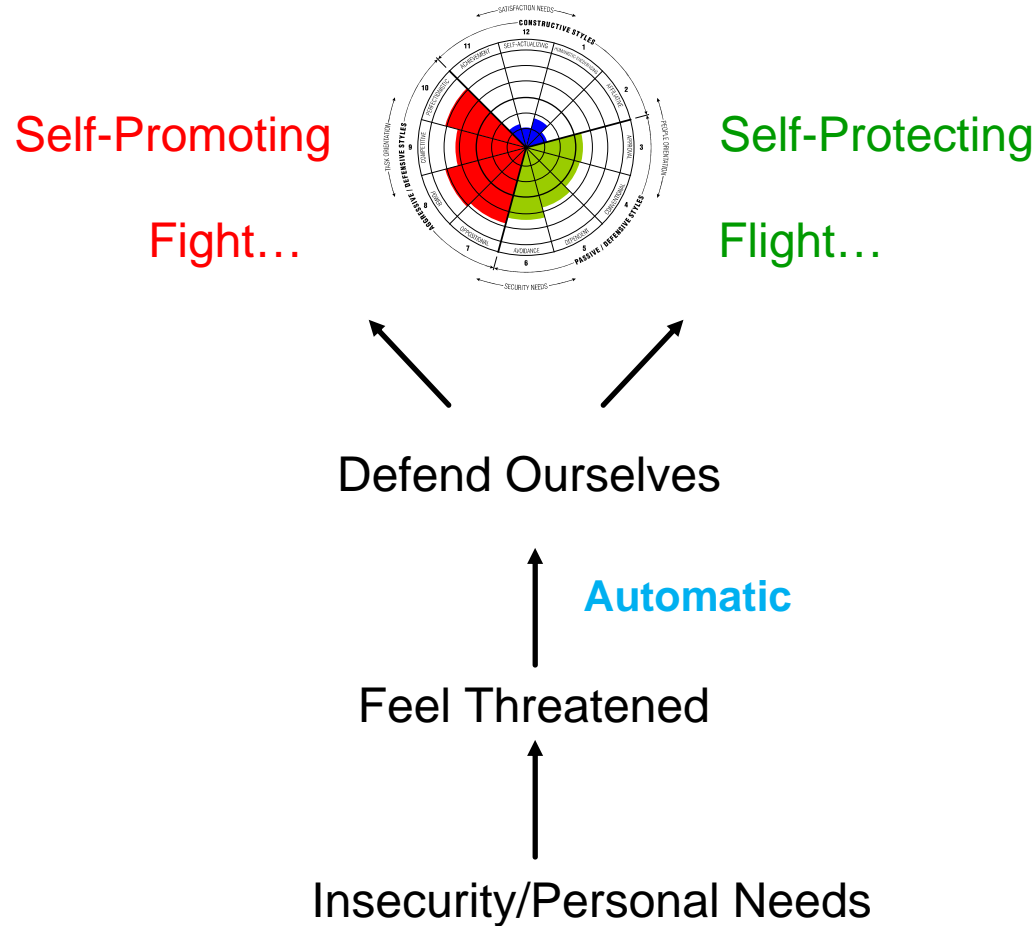 SATISFACTION NEEDS
CONSTRUCTIVE STYLES
12
11
1
ACHIEVEMENT
SELF-ACTUALIZING
HUMANISTIC-ENCOURAGING
10
2
PERFECTIONISTIC
AFFILIATIVE
Self-Promoting
Self-Protecting
TASK ORIENTATION
AGGRESSIVE / DEFENSIVE STYLES
9
COMPETITIVE
APPROVAL
3
PEOPLE ORIENTATION
8
POWER
CONVENTIONAL
4
Fight…
Flight…
7
OPPOSITIONAL
AVOIDANCE
DEPENDENT
5
6
PASSIVE / DEFENSIVE STYLES
SECURITY NEEDS
Defend Ourselves
Automatic
Feel Threatened
Insecurity/Personal Needs